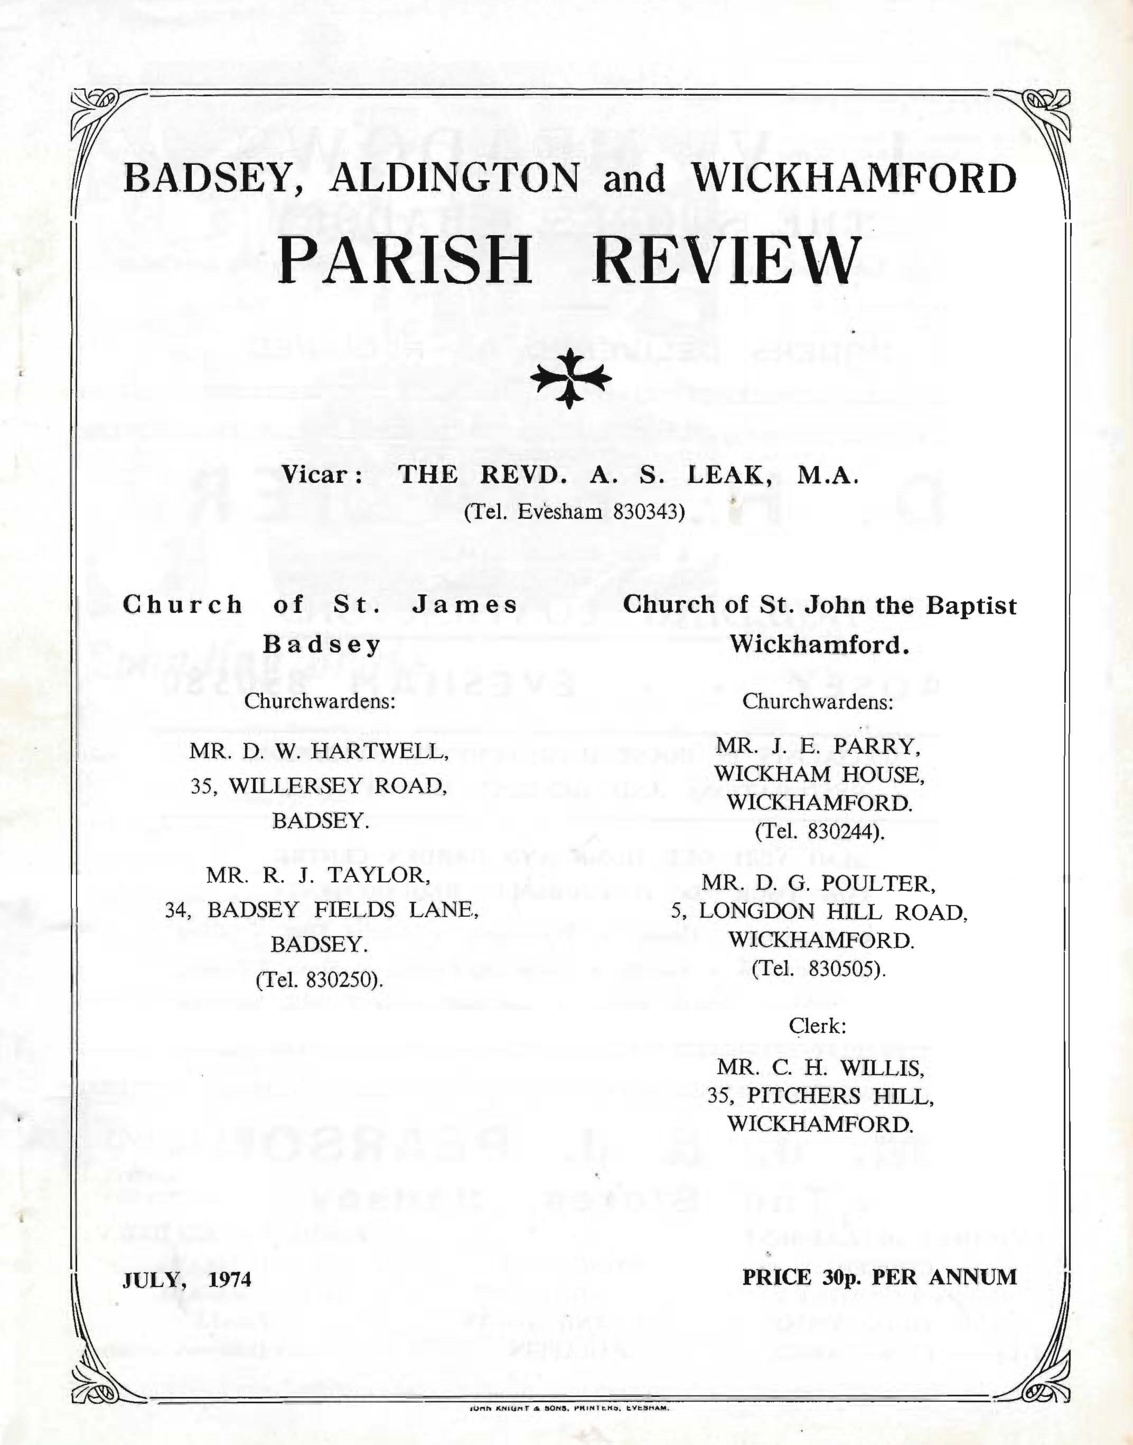 BADSEY, ALDINGTON and WICKHAMFORD
PARISH REVIEW
Vicar: THE REVD. A. S. LEAK, M.A.
(Tel. Evesham 830343)
Church of St. James
Badsey
Churchwardens:
MR. D. W. HARTWELL,
35, WILLERSEY ROAD,
BADSEY.
MR. R. J. TAYLOR,
34, BADSEY FIELDS LANE,
BADSEY.
(Tel. 830250).
Church of St. John the Baptist
Wickhamford.
Churchwardens:
MR. J. E. PARRY,
WICKHAM HOUSE,
WICKHAMFORD.
(Tel. 830244).
MR. D. G. POULTER,
5, LONGDON HILL ROAD,
WICKHAMFORD.
(Tel. 830505).
Clerk:
MR. C. H. WILLIS,
35, PITCHERS HILL,
WICKHAMFORD.
JULY, 1974
PRICE 30p. PER ANNUM
JOHN KNIGHT & SONS, PRINTERS, EVESHAM.